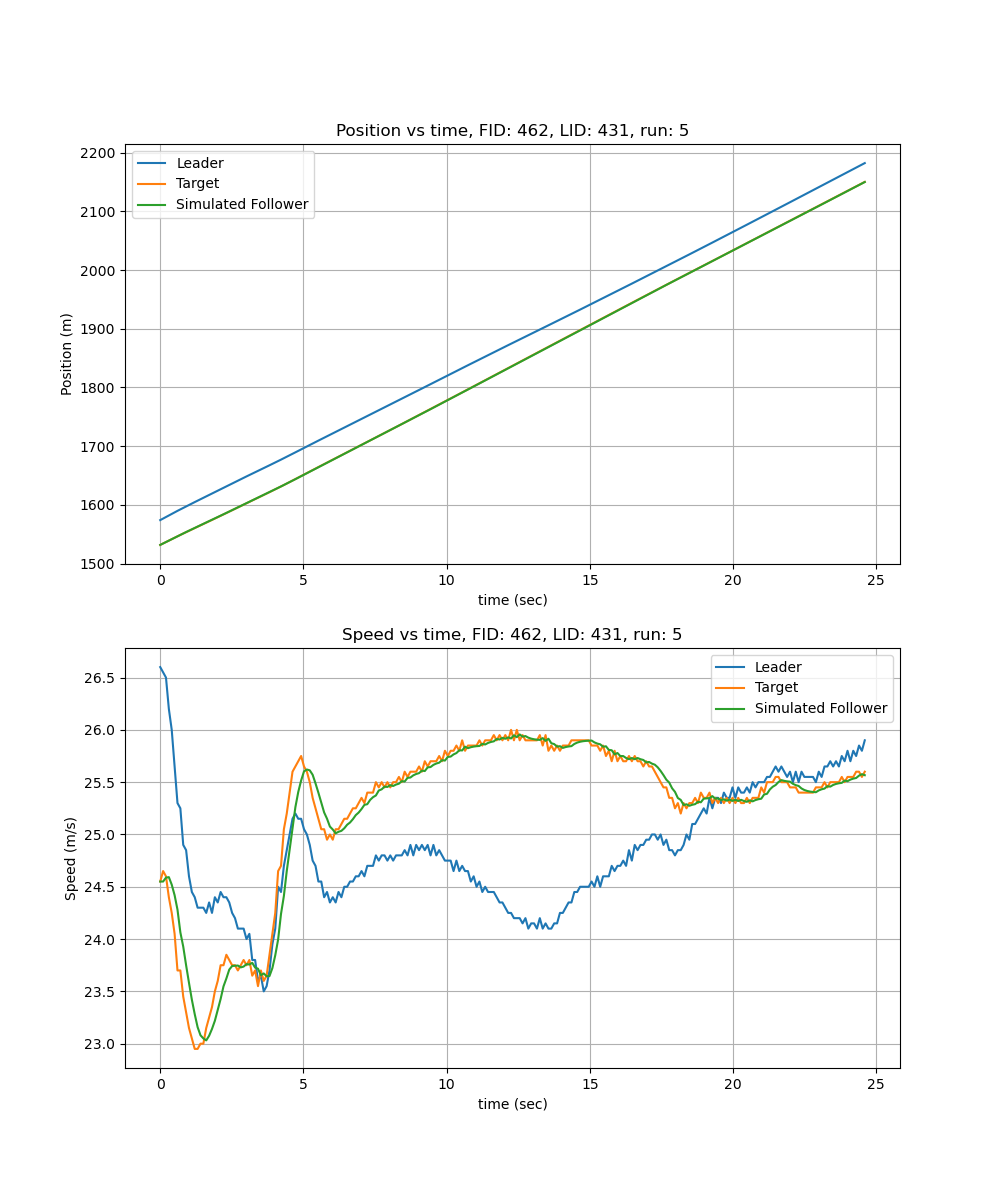 Position vs time, FID: 462, LID: 431, run: 5
Leader
Target
Simulated Follower
Position (m)
2200
2100
2000
1900
1800
1700
1600
1500
0 5 10 15 20 25
time (sec)
Speed vs time, FID: 462, LID: 431, run: 5
Leader
Target
Simulated Follower
Speed (m/s)
26.5
26.0
25.5
25.0
24.5
24.0
23.5
23.0
0 5 10 15 20 25
time (sec)